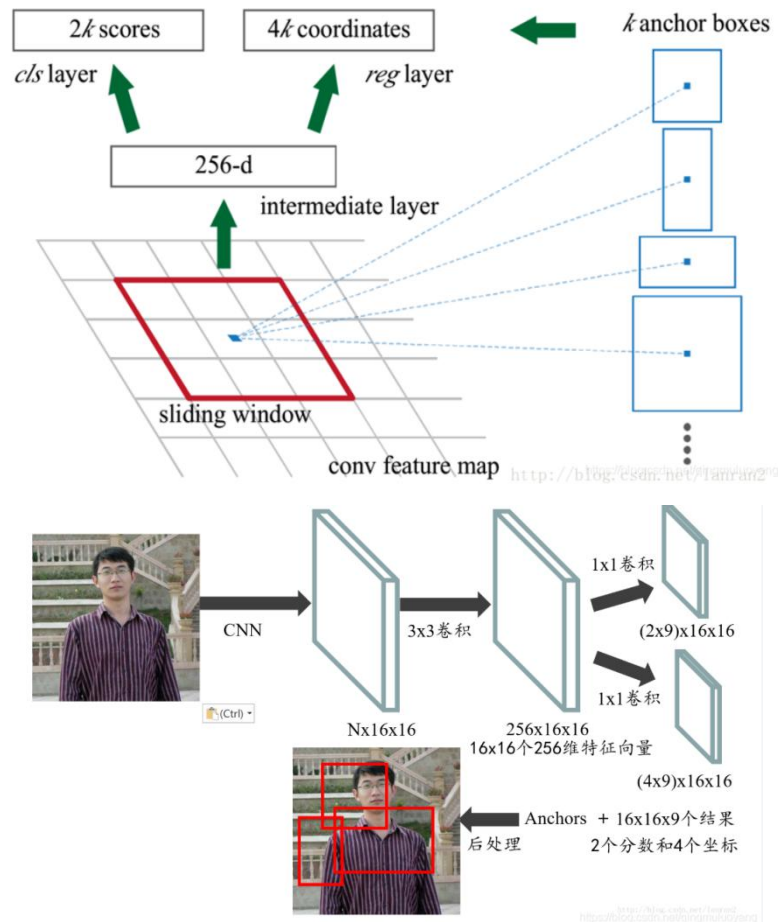 2k scores
4k coordinates
k anchor boxes
cls layer
reg layer
256-d
intermediate layer
sliding window
conv feature map
http://blog.csdn.net/lanran2
1x1卷积
CNN
3x3卷积
(2x9)x16x16
1x1卷积
(Ctrl)
Nx16x16
256x16x16
16x16个256维特征向量
(4x9)x16x16
Anchors + 16x16x9个结果
后处理
2个分数和4个坐标